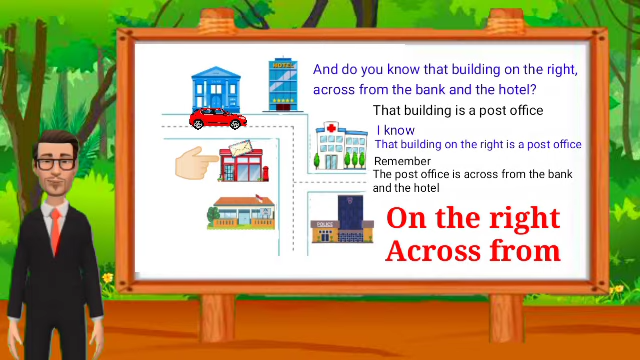 HOTEL
And do you know that building on the right,
across from the bank and the hotel?
That building is a post office
I know
That building on the right is a post office
Remember
The post office is across from the bank
and the hotel
POLICE
On the right
Across from